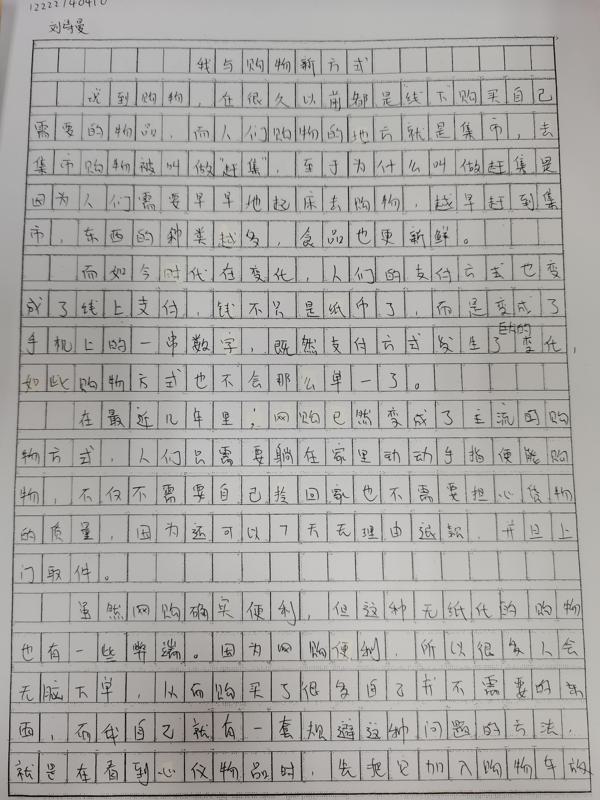 12222140410
刘诗曼
我与购物新方式
说到购物，在很久以前都是线下购买自己
需要的物品，而人们购物的地方就是集市，去
集市购物被叫做“赶集”，至于为什么叫做赶集是
因为人们需要早早地起床去购物，越早赶到集
市，东西的种类越多，食品也更新鲜。
而如今时代在变化，人们的支付方式也变
成了线上支付，钱不只是纸币了，而是变成了
手机上的一串数字，既然支付方式发生了巨大的变化，
如些购物方式也不会那么单一了。
在最近几年里；网购已然变成了主流的购
物方式，人们只需要躺在家里动动手指便能购
物，不仅不需要自己拎回家也不需要担心货物
的质量，因为还可以7天无理由退款，并且上
门取件。
虽然网购确实便利，但这种无纸化的购物
也有一些弊端。因为网购便利，所以很多人会
无脑下单，从而购买了很多自己并不需要的东
西，而我自己就有一套规避这种问题的方法，
就是在看到心仪物品时，先把它加入购物车放